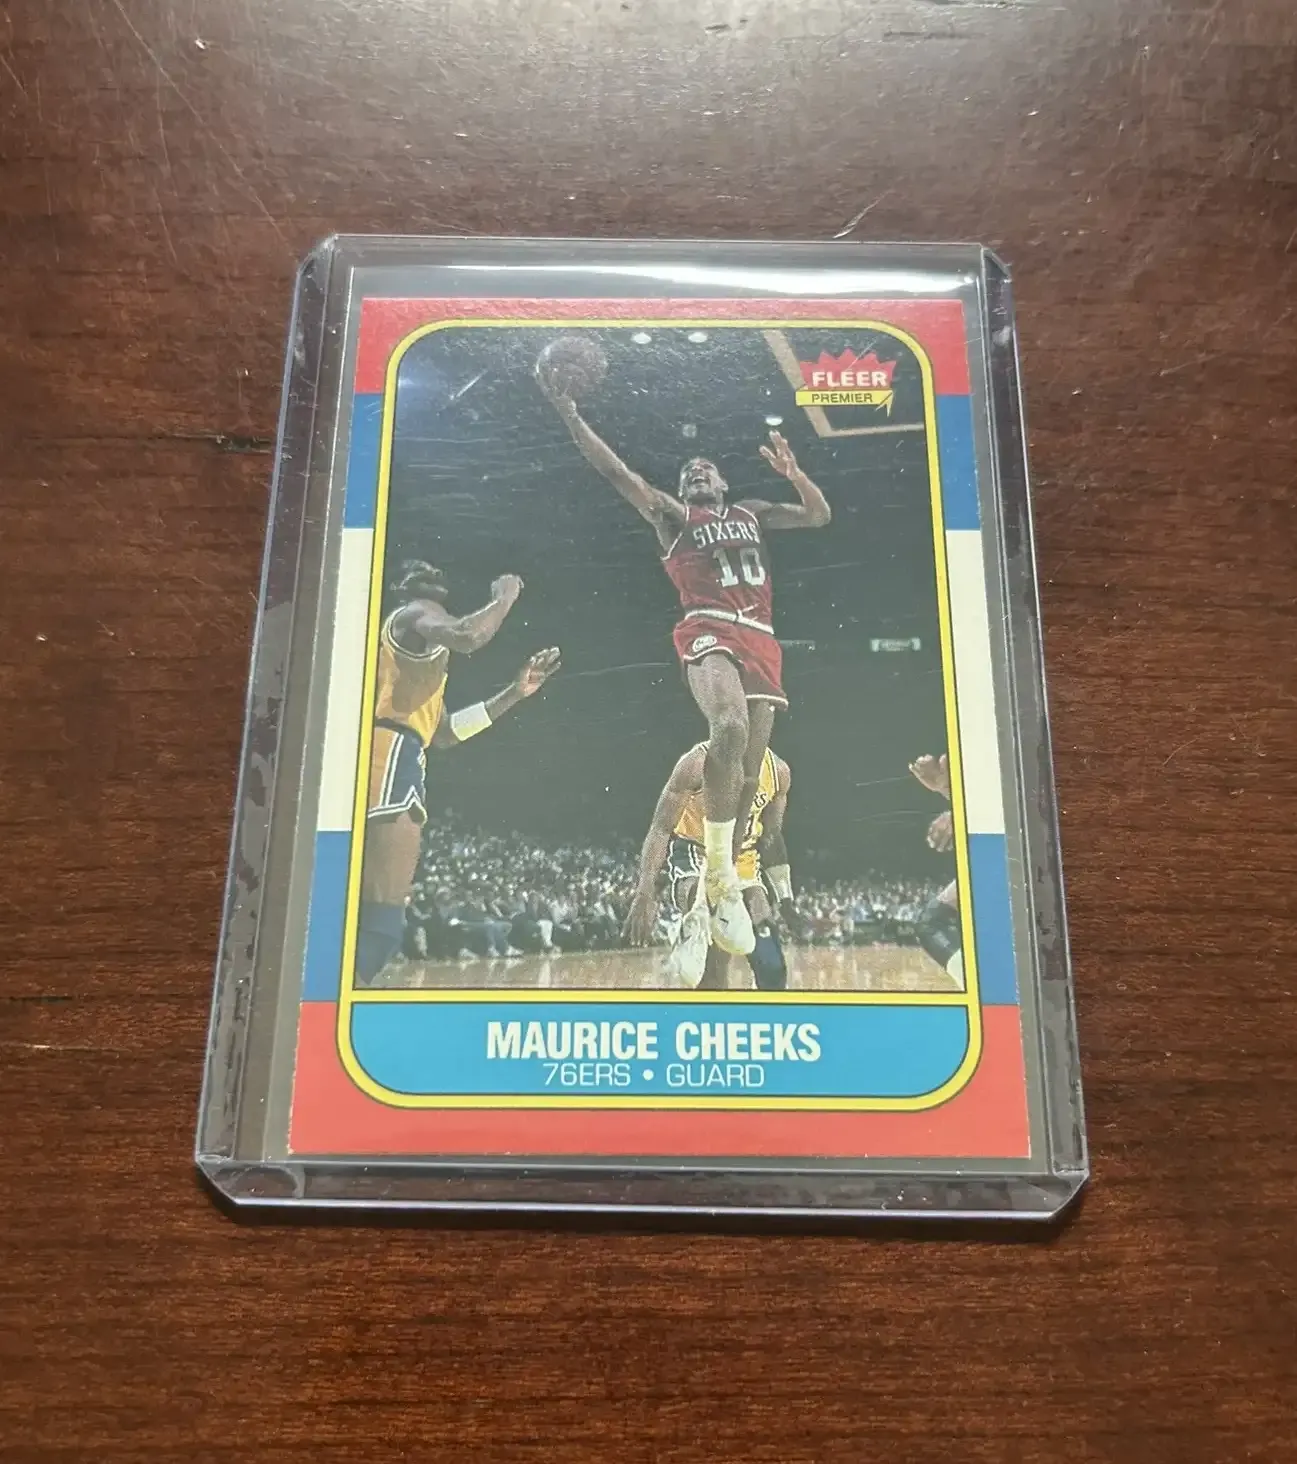 FLEER
PREMIER
SIXERS
10
MAURICE CHEEKS
76ERS • GUARD